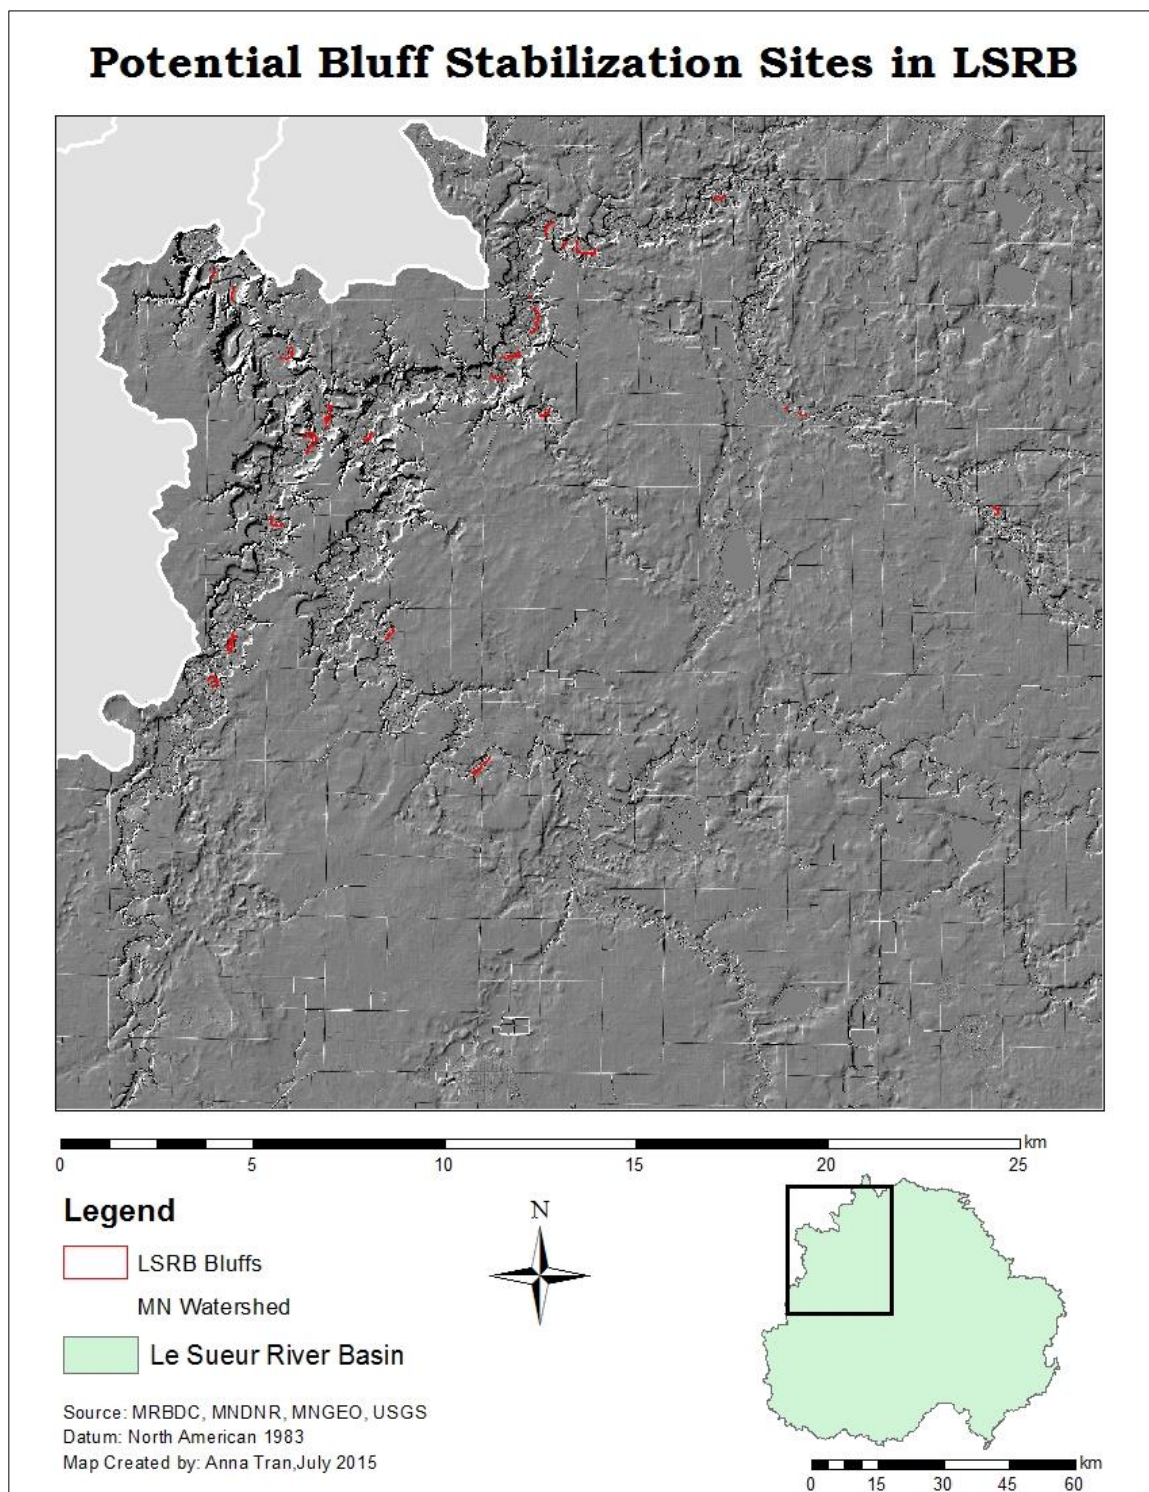 Potential Bluff Stabilization Sites in LSRB
km
0 5 10 15 20 25
Legend
N
LSRB Bluffs
MN Watershed
Le Sueur River Basin
Source: MRBDC, MNDNR, MNGEO, USGS
Datum: North American 1983
Map Created by: Anna Tran,July 2015
km
0 15 30 45 60